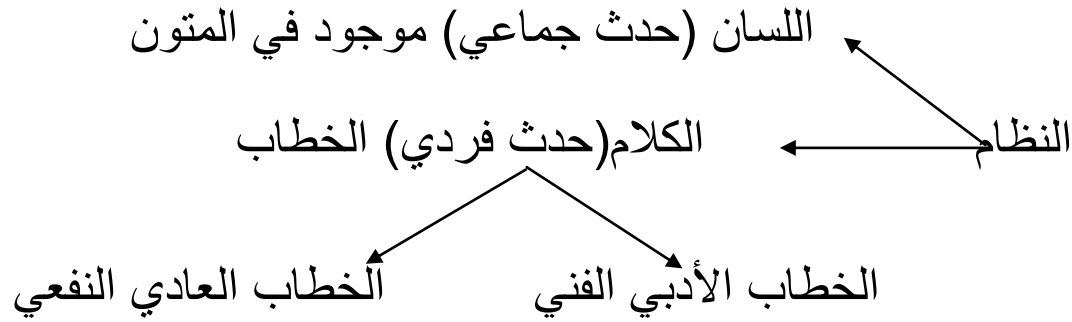 اللسان (حدث جماعي) موجود في المتون
النظام
الكلام(حدث فردي) الخطاب
الخطاب الأدبي الفني
الخطاب العادي النفعي